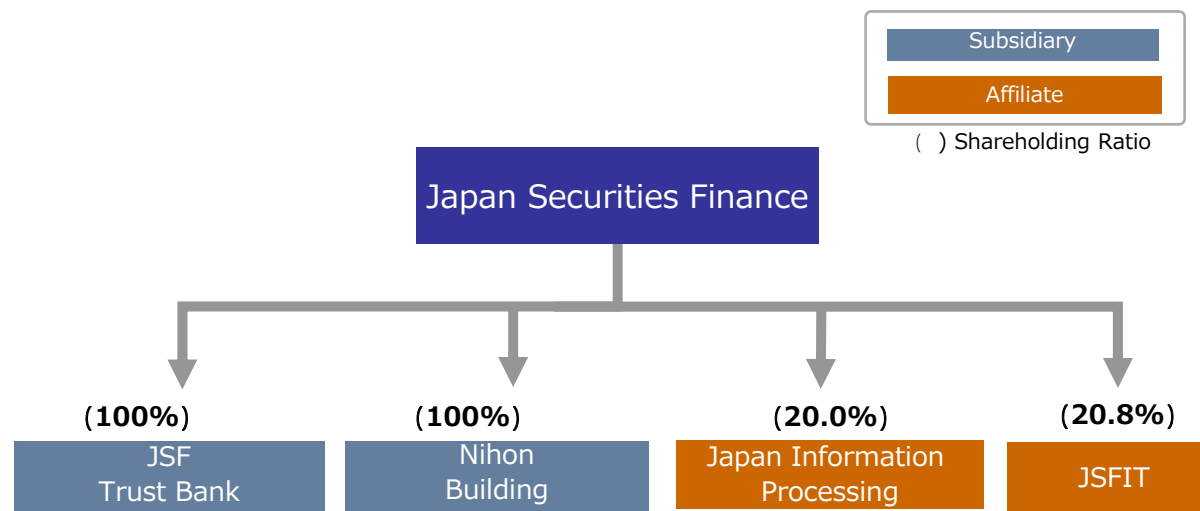 Subsidiary
Affiliate
( ) Shareholding Ratio
Japan Securities Finance
(100%)
(100%)
(20.0%)
(20.8%)
JSF
Trust Bank
Nihon
Building
Japan Information
Processing
JSFIT